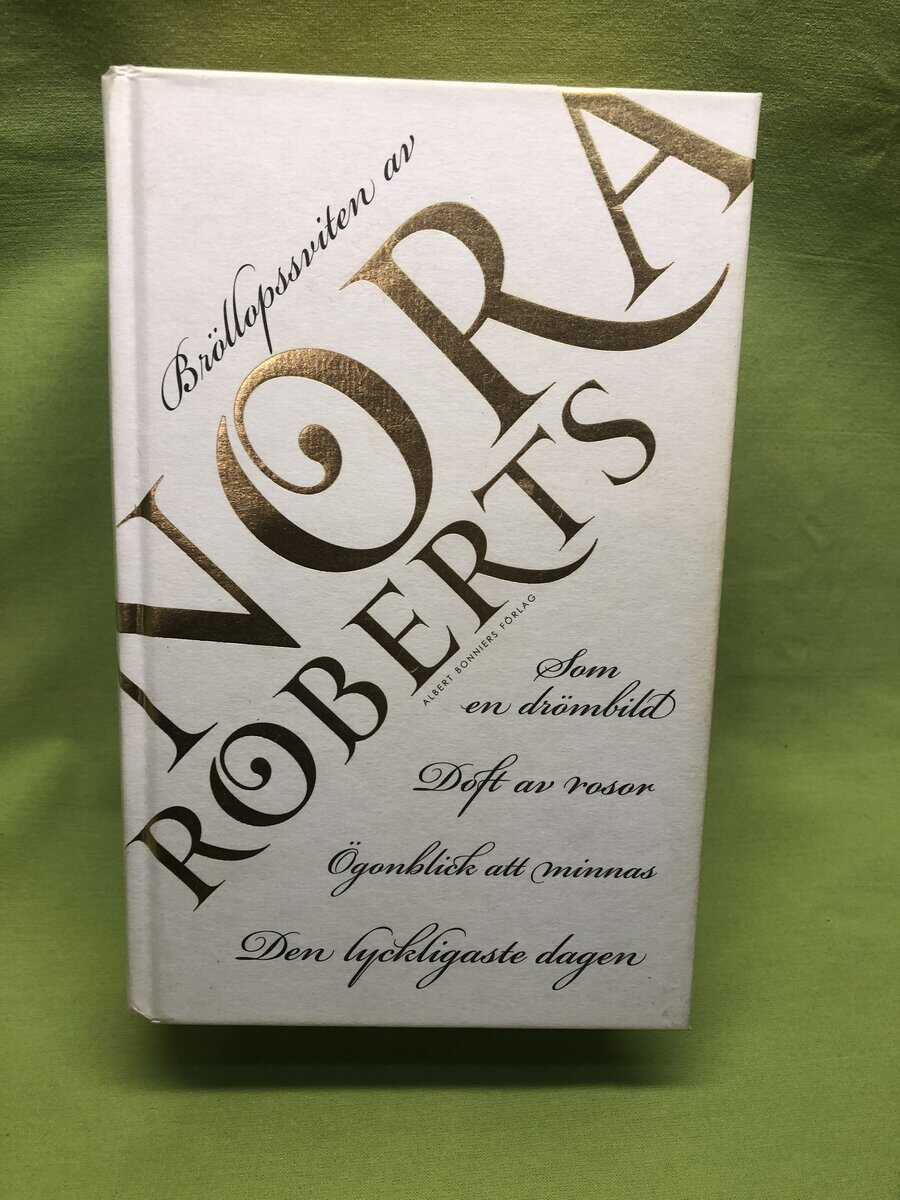 Bröllopssviten av
NORA
ROBERTS
ALBERT BONNIERS FÖRLAG
Som
en drömbild
Doft av rosor
Ögonblick att minnas
Den lyckligaste dagen